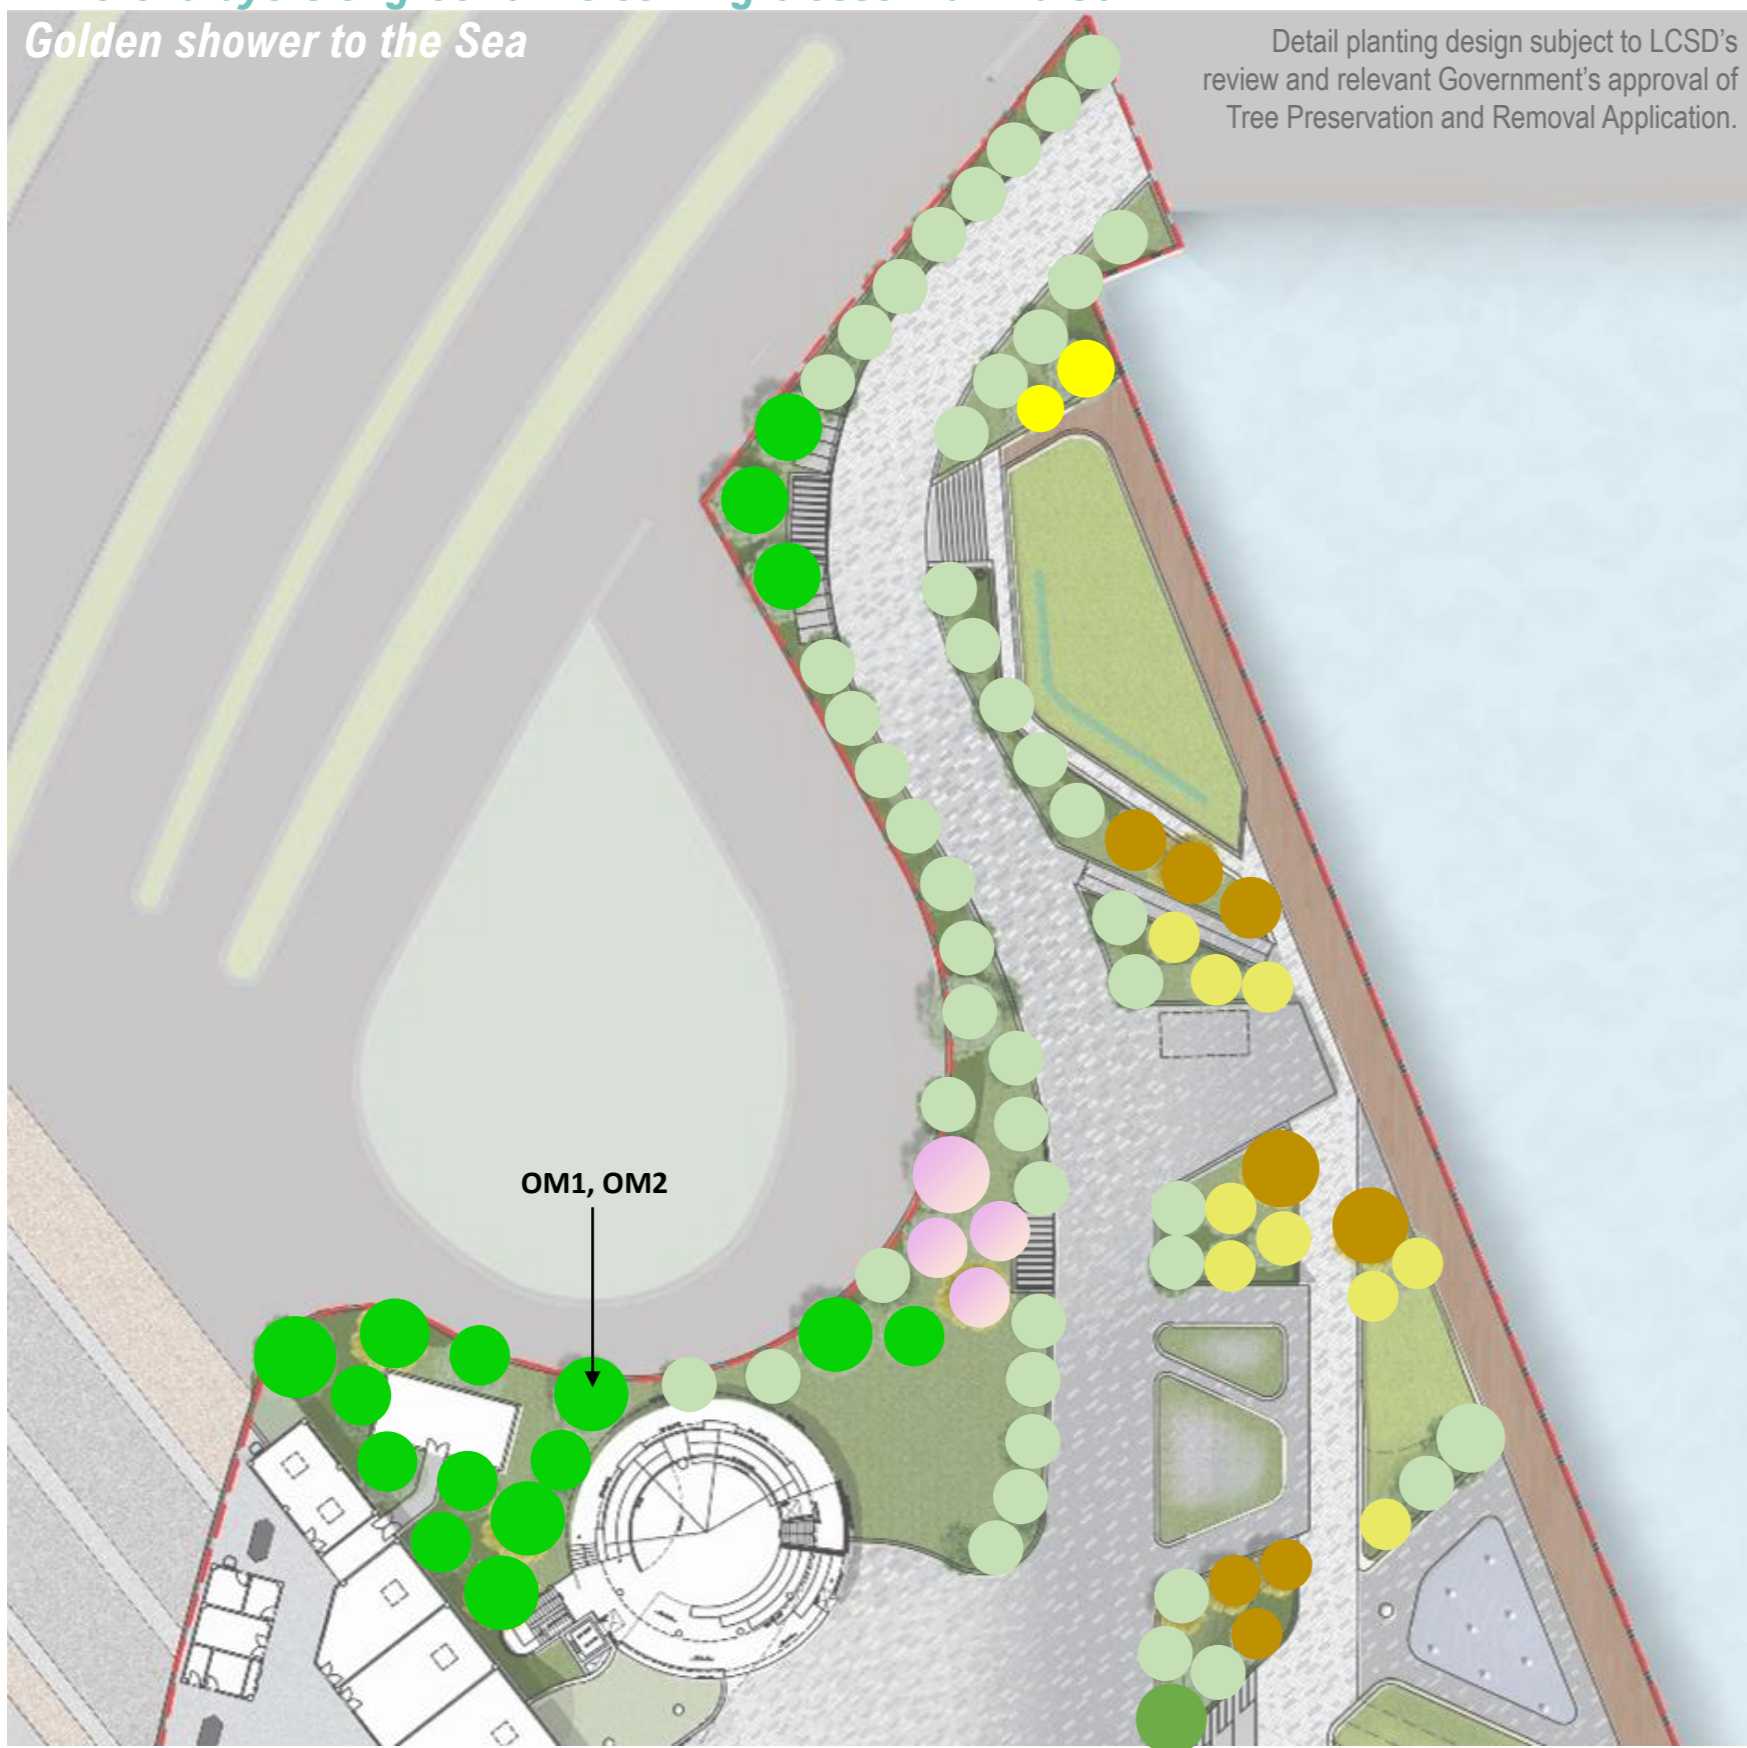 Golden shower to the Sea
Detail planting design subject to LCSD's
review and relevant Government's approval of
Tree Preservation and Removal Application.
OM1, OM2